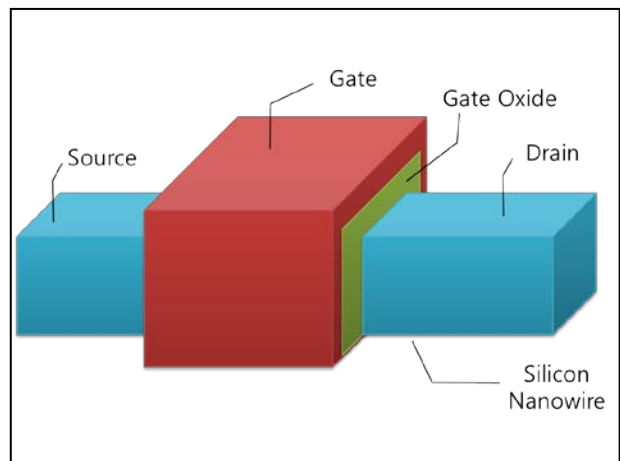 Gate
Gate Oxide
Source
Drain
Silicon
Nanowire